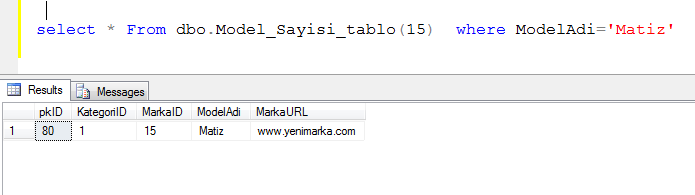 select * From dbo.Model_Sayisi_tablo(15) where ModelAdi='Matiz'
Results Messages
pkID KategoriID MarkaID ModelAdi MarkaURL
1 80 1 15 Matiz www.yenimarka.com